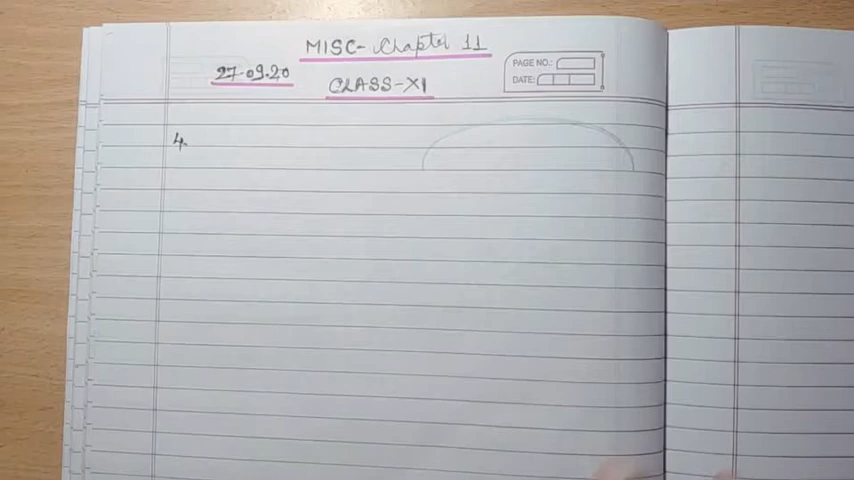 MISC-Chapter 11
27-09.20
CLASS-XI
PAGE NO.:
DATE:
4.